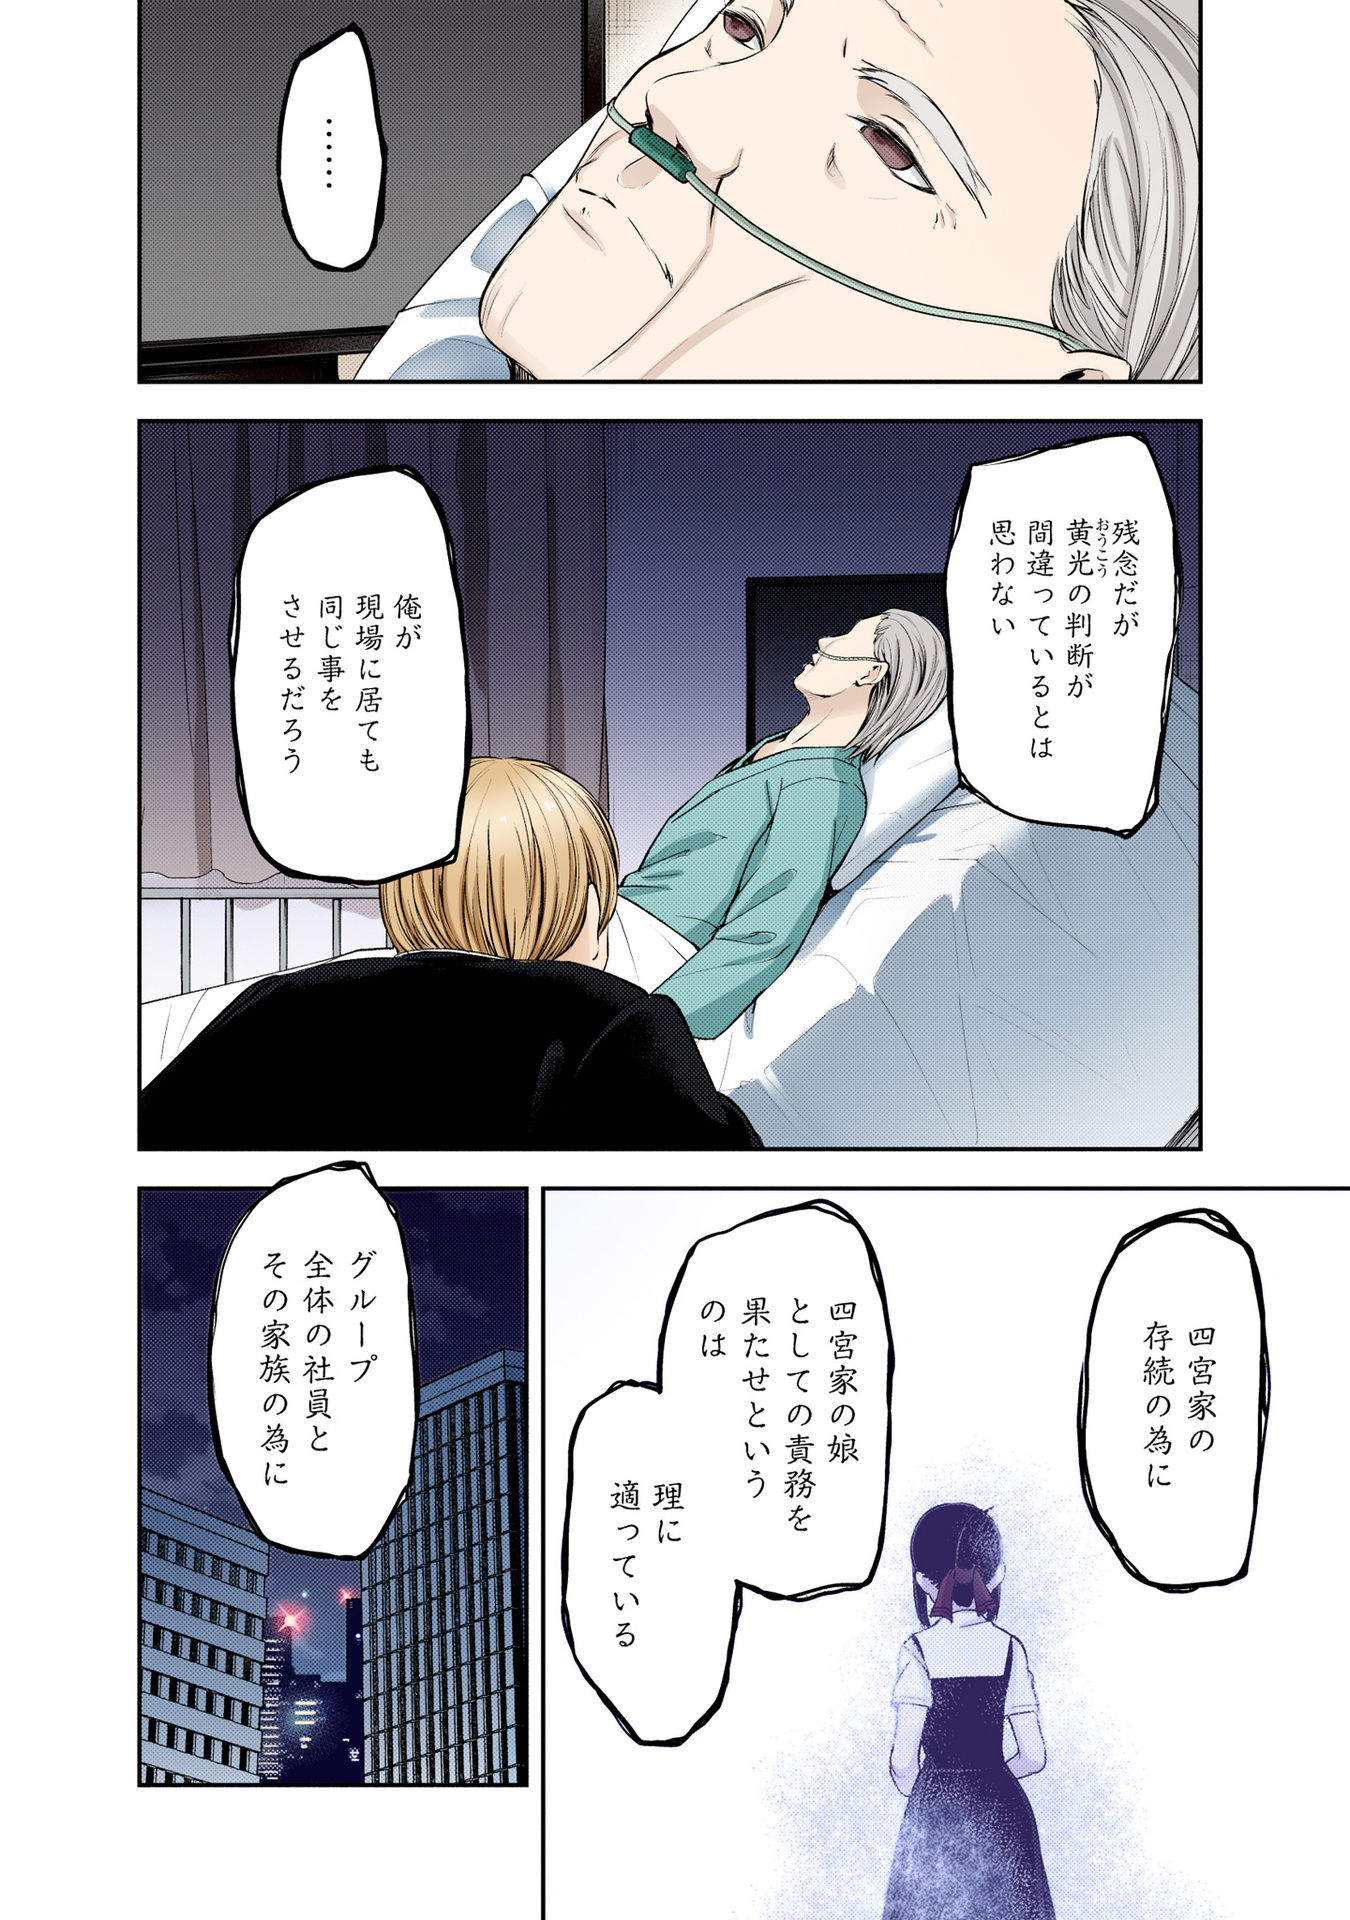 ……
残念だが
黄光の判断が
おうこう
間違っているとは
思わない
俺が
現場に居ても
同じ事を
させるだろう
四宮家の
存続の為に
四宮家の娘
としての責務を
果たせという
のは
理に
適っている
グループ
全体の社員と
その家族の為に